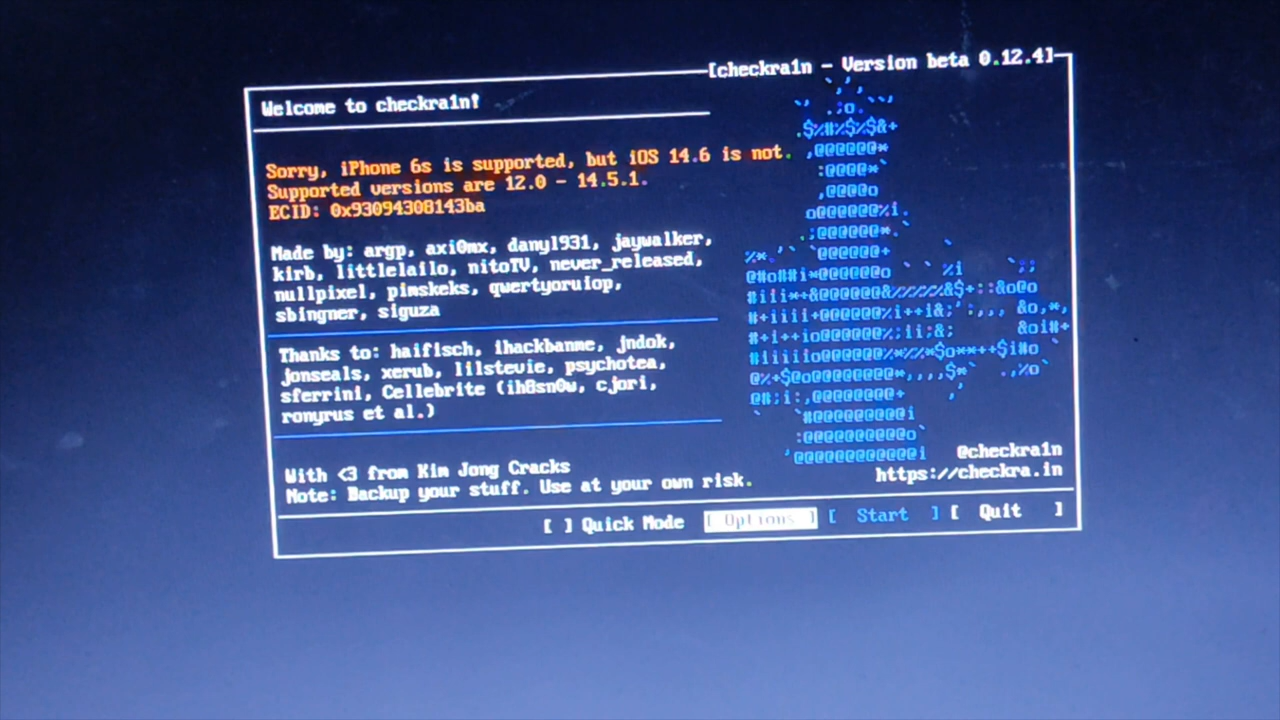 [checkra1n - Version beta 0.12.4]
Welcome to checkra1n!
Sorry, iPhone 6s is supported, but iOS 14.6 is not.
Supported versions are 12.0 - 14.5.1.
ECID: 0x93094308143ba
Made by: argp, axi0mx, danyl931, jaywalker,
kirb, littlelailo, nitoTV, never_released,
nullpixel, pimskeks, qwertyoruiop,
sbingner, siguza
Thanks to: haifisch, ihackbanme, jndok,
jonseals, xerub, lilstevie, psychotea,
sferrini, Cellebrite (ih8sn0w, cjori,
ronyrus et al.)
With <3 from Kim Jong Cracks
Note: Backup your stuff. Use at your own risk.
@checkra1n
https://checkra.in
[ ] Quick Mode [ Options ] [ Start ] [ Quit ]